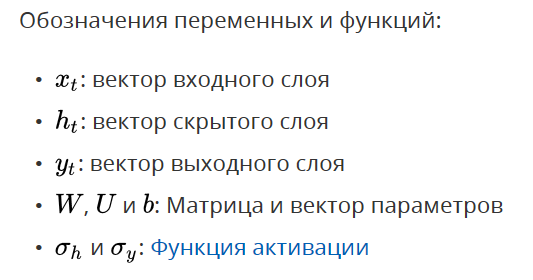 Обозначения переменных и функций:
• xₜ: вектор входного слоя
• hₜ: вектор скрытого слоя
• yₜ: вектор выходного слоя
• W, U и b: Матрица и вектор параметров
• σₕ и σ_y: Функция активации